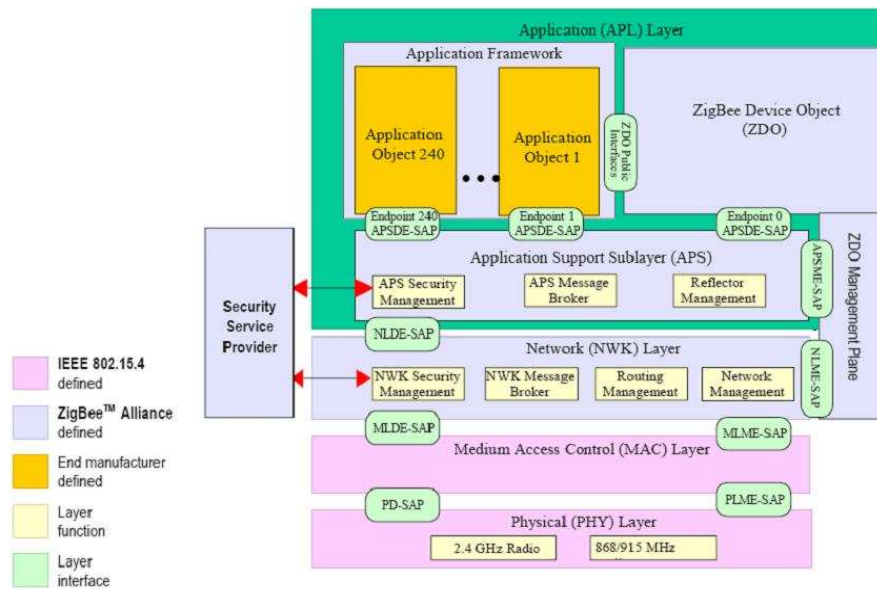 Application (APL) Layer
Application Framework
Application
Object 240
...
Application
Object 1
ZDO Public
Interfaces
ZigBee Device Object
(ZDO)
Endpoint 240
APSDE-SAP
Endpoint 1
APSDE-SAP
Endpoint 0
APSDE-SAP
Application Support Sublayer (APS)
APS Security
Management
APS Message
Broker
Reflector
Management
APSME-SAP
ZDO Management Plane
Security
Service
Provider
NLDE-SAP
Network (NWK) Layer
NWK Security
Management
NWK Message
Broker
Routing
Management
Network
Management
NLME-SAP
MLDE-SAP
MLME-SAP
Medium Access Control (MAC) Layer
PD-SAP
PLME-SAP
Physical (PHY) Layer
2.4 GHz Radio
868/915 MHz
IEEE 802.15.4
defined
ZigBee™ Alliance
defined
End manufacturer
defined
Layer
function
Layer
interface